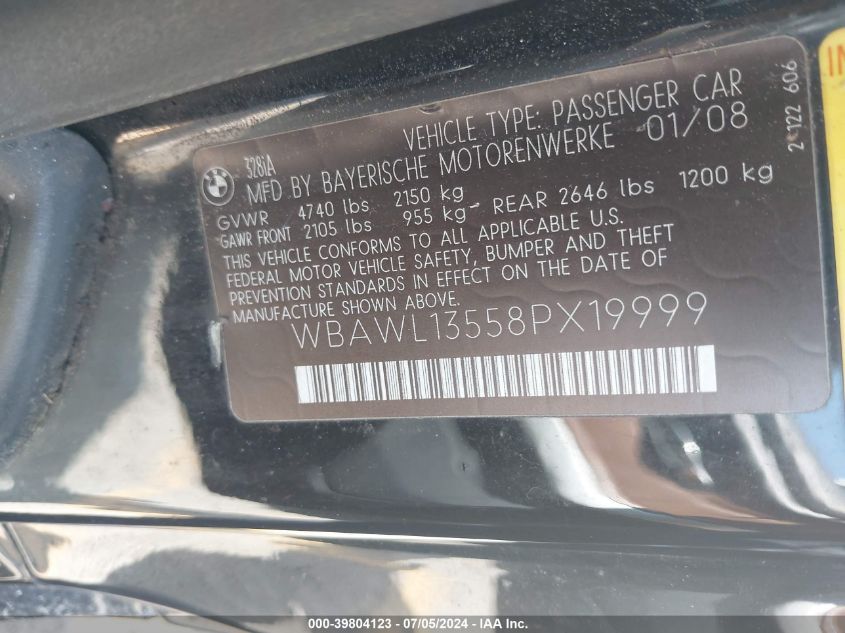 328iA
VEHICLE TYPE: PASSENGER CAR
MFD BY BAYERISCHE MOTORENWERKE 01/08
GVWR 4740 lbs 2150 kg
GAWR FRONT 2105 lbs 955 kg - REAR 2646 lbs 1200 kg
THIS VEHICLE CONFORMS TO ALL APPLICABLE U.S.
FEDERAL MOTOR VEHICLE SAFETY, BUMPER AND THEFT
PREVENTION STANDARDS IN EFFECT ON THE DATE OF
MANUFACTURE SHOWN ABOVE.
WBAWL13558PX19999
606
000-39804123 - 07/05/2024 - IAA Inc.